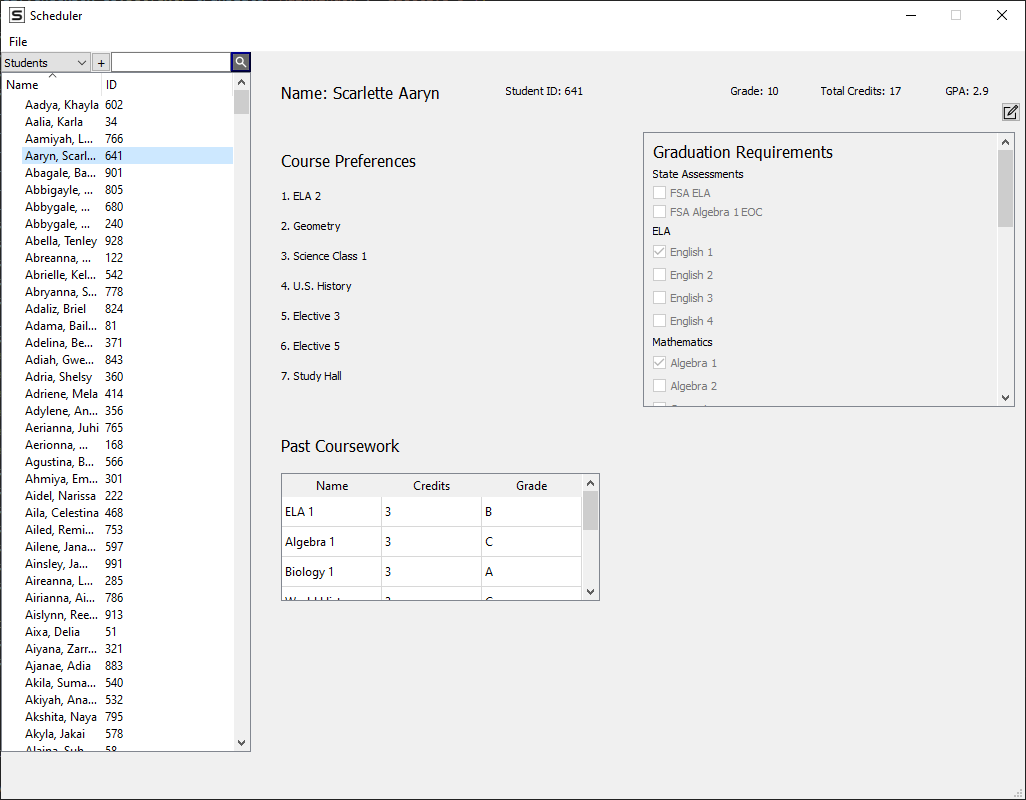 S Scheduler
File
Students + 
Name ID
Aadya, Khayla 602
Aalia, Karla 34
Aamiyah, L... 766
Aaryn, Scarl... 641
Abagale, Ba... 901
Abbigayle, ... 805
Abbygale, ... 680
Abbygale, ... 240
Abella, Tenley 928
Abreanna, ... 122
Abrielle, Kel... 542
Abryanna, S... 778
Adaliz, Briel 824
Adama, Bail... 81
Adelina, Be... 371
Adiah, Gwe... 843
Adria, Shelsy 360
Adriene, Mela 414
Adylene, An... 356
Aerianna, Juhi 765
Aerionna, ... 168
Agustina, B... 566
Ahmiya, Em... 301
Aidel, Narissa 222
Aila, Celestina 468
Ailed, Remi... 753
Ailene, Jana... 597
Ainsley, Ja... 991
Aireanna, L... 285
Airianna, Ai... 786
Aislynn, Ree... 913
Aixa, Delia 51
Aiyana, Zarr... 321
Ajanae, Adia 883
Akila, Suma... 540
Akiyah, Ana... 532
Akshita, Naya 795
Akyla, Jakai 578
Name: Scarlette Aaryn Student ID: 641 Grade: 10 Total Credits: 17 GPA: 2.9
Course Preferences
1. ELA 2
2. Geometry
3. Science Class 1
4. U.S. History
5. Elective 3
6. Elective 5
7. Study Hall
Graduation Requirements
State Assessments
FSA ELA
FSA Algebra 1 EOC
ELA
English 1
English 2
English 3
English 4
Mathematics
Algebra 1
Algebra 2
Past Coursework
Name Credits Grade
ELA 1 3 B
Algebra 1 3 C
Biology 1 3 A